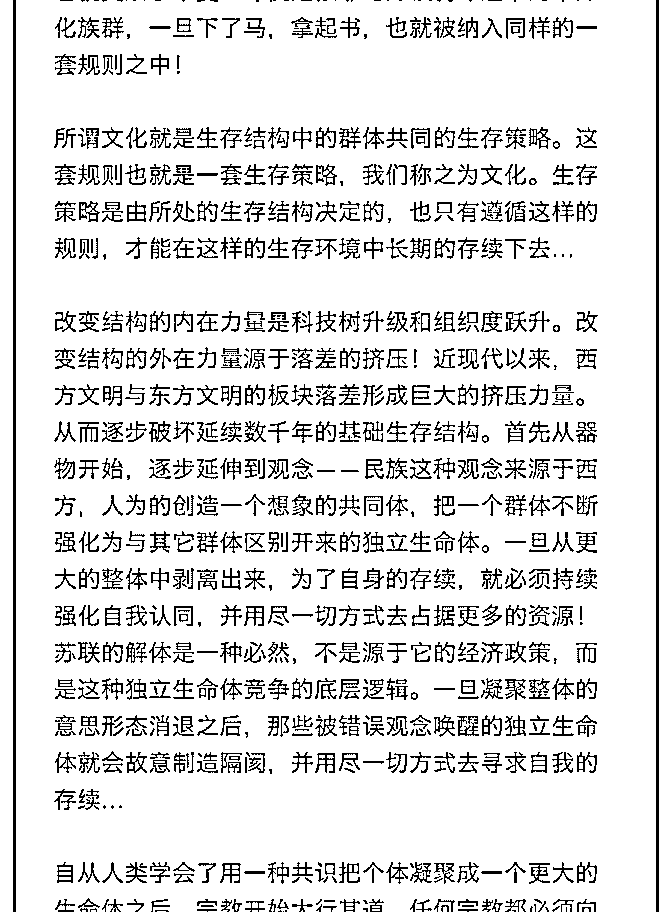 化族群，一旦下了马，拿起书，也就被纳入同样的一
套规则之中！
所谓文化就是生存结构中的群体共同的生存策略。这
套规则也就是一套生存策略，我们称之为文化。生存
策略是由所处的生存结构决定的，也只有遵循这样的
规则，才能在这样的生存环境中长期的存续下去…
改变结构的内在力量是科技树升级和组织度跃升。改
变结构的外在力量源于落差的挤压！近现代以来，西
方文明与东方文明的板块落差形成巨大的挤压力量。
从而逐步破坏延续数千年的基础生存结构。首先从器
物开始，逐步延伸到观念——民族这种观念来源于西
方，人为的创造一个想象的共同体，把一个群体不断
强化为与其它群体区别开来的独立生命体。一旦从更
大的整体中剥离出来，为了自身的存续，就必须持续
强化自我认同，并用尽一切方式去占据更多的资源！
苏联的解体是一种必然，不是源于它的经济政策，而
是这种独立生命体竞争的底层逻辑。一旦凝聚整体的
意思形态消退之后，那些被错误观念唤醒的独立生命
体就会故意制造隔阂，并用尽一切方式去寻求自我的
存续…
自从人类学会了用一种共识把个体凝聚成一个更大的
生命体之后，宗教开始大行其道，任何宗教都必须向